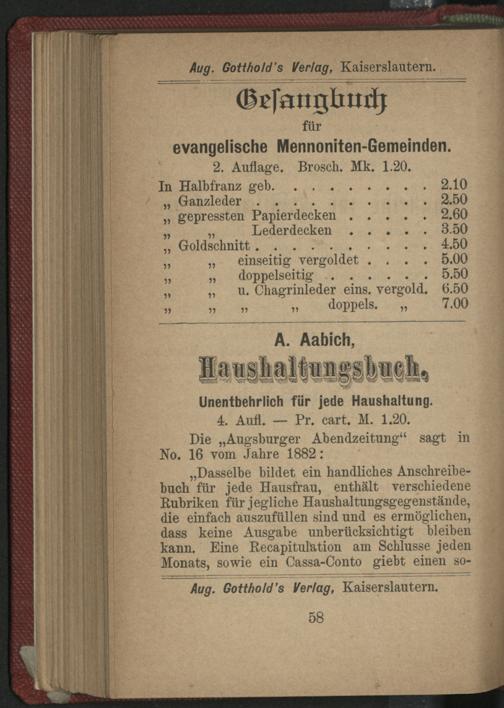 Aug. Gotthold's Verlag, Kaiserslautern.
Gesangbuch
für
evangelische Mennoniten-Gemeinden.
2. Auflage. Brosch. Mk. 1.20.
In Halbfranz geb. . . . . . . . . 2.10
„ Ganzleder . . . . . . . . . . 2.50
„ gepressten Papierdecken . . . . . 2.60
„ „ Lederdecken . . . . . 3.50
„ Goldschnitt . . . . . . . . . . 4.50
„ „ einseitig vergoldet . . . . 5.00
„ „ doppelseitig . . . . . . 5.50
„ „ u. Chagrinleder eins. vergold. 6.50
„ „ „ „ doppels. „ 7.00
A. Aabich,
Haushaltungsbuch.
Unentbehrlich für jede Haushaltung.
4. Aufl. — Pr. cart. M. 1.20.
Die „Augsburger Abendzeitung“ sagt in
No. 16 vom Jahre 1882:
„Dasselbe bildet ein handliches Anschreibe-
buch für jede Hausfrau, enthält verschiedene
Rubriken für jegliche Haushaltungsgegenstände,
die einfach auszufüllen sind und es ermöglichen,
dass keine Ausgabe unberücksichtigt bleiben
kann. Eine Recapitulation am Schlusse jeden
Monats, sowie ein Cassa-Conto giebt einen so-
Aug. Gotthold's Verlag, Kaiserslautern.
58